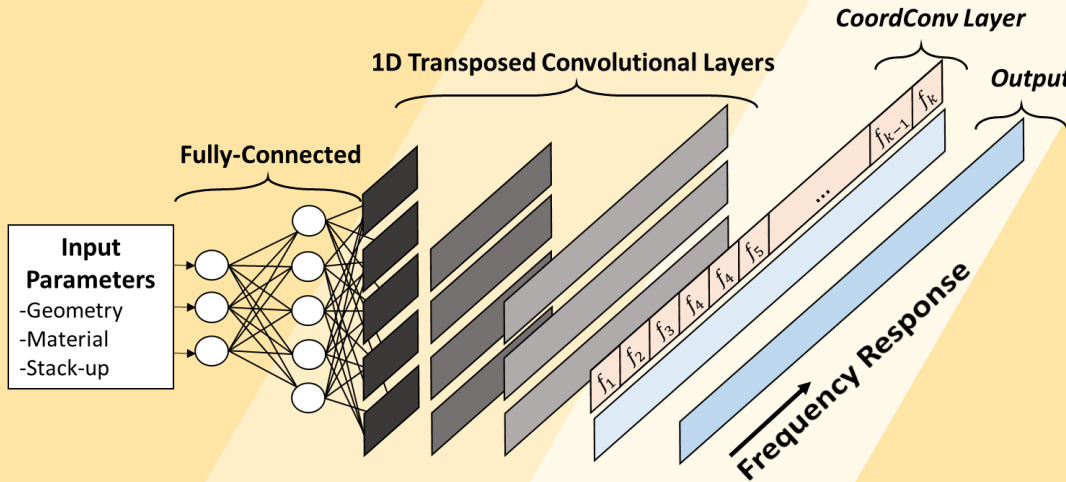 CoordConv Layer
1D Transposed Convolutional Layers
Output
Fully-Connected
Input
Parameters
-Geometry
-Material
-Stack-up
f₁ f₂ f₃ f₄ f₄ f₅ ... fₖ₋₁ fₖ
Frequency Response